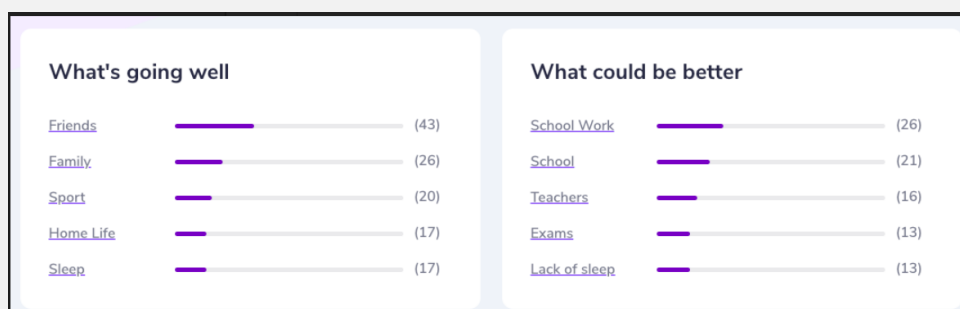 What's going well
Friends (43)
Family (26)
Sport (20)
Home Life (17)
Sleep (17)
What could be better
School Work (26)
School (21)
Teachers (16)
Exams (13)
Lack of sleep (13)